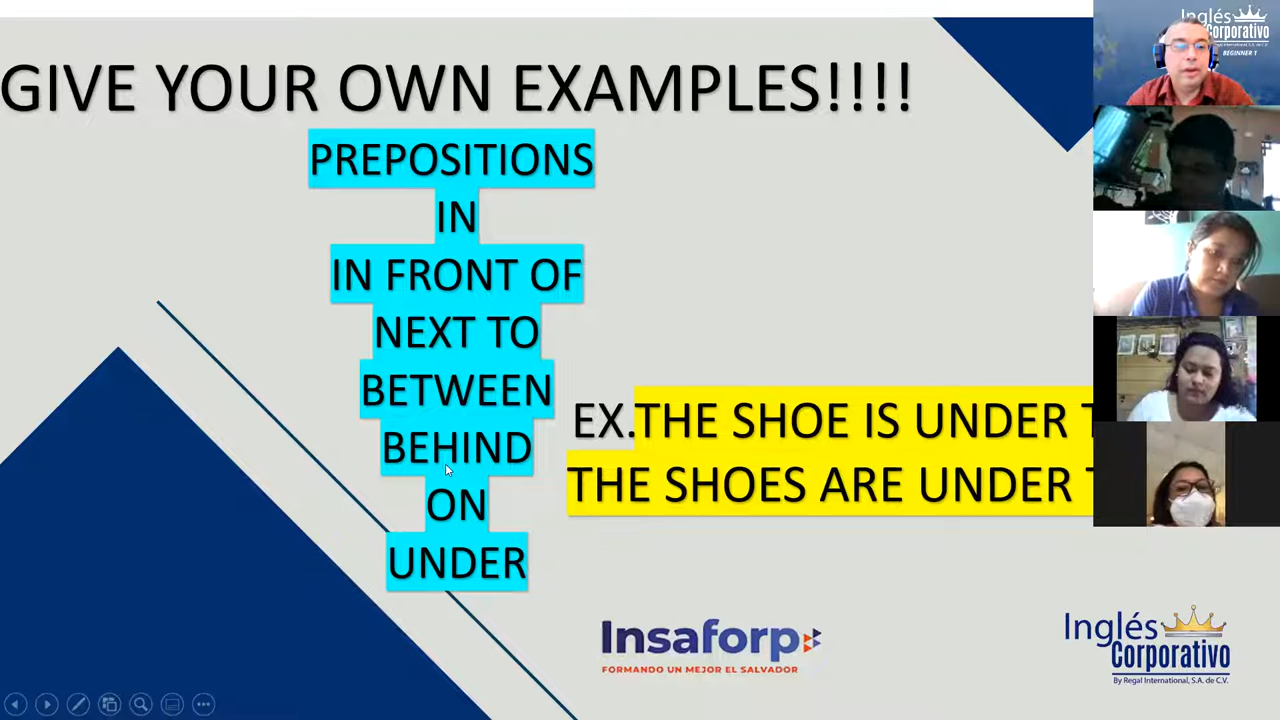 GIVE YOUR OWN EXAMPLES!!!!
PREPOSITIONS
IN
IN FRONT OF
NEXT TO
BETWEEN
BEHIND
ON
UNDER
EX.THE SHOE IS UNDER
THE SHOES ARE UNDER
Insaforp
FORMANDO UN MEJOR EL SALVADOR
Inglés
Corporativo
By Regal International, S.A. de C.V.
Inglés
Corporativo
BEGINNER 1